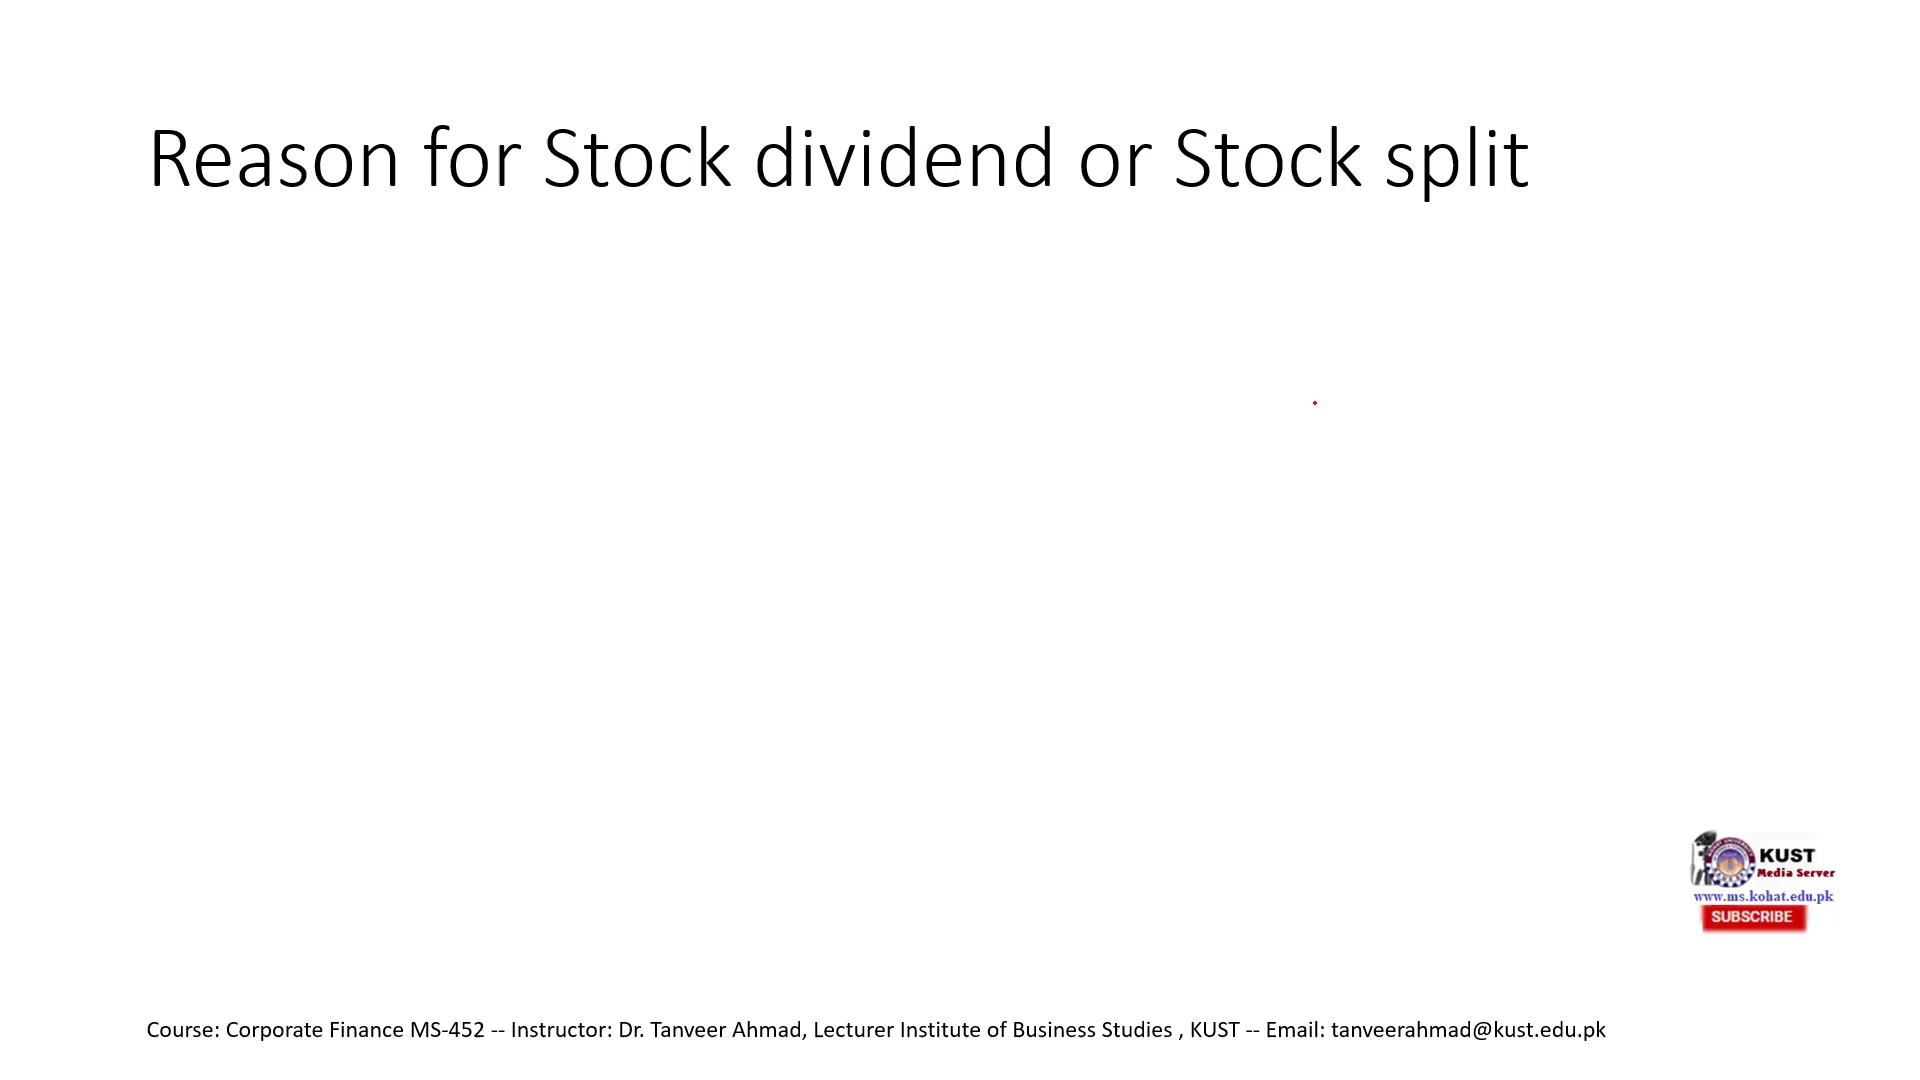 Reason for Stock dividend or Stock split
KUST
Media Server
www.ms.kohat.edu.pk
SUBSCRIBE
Course: Corporate Finance MS-452 -- Instructor: Dr. Tanveer Ahmad, Lecturer Institute of Business Studies , KUST -- Email: tanveerahmad@kust.edu.pk